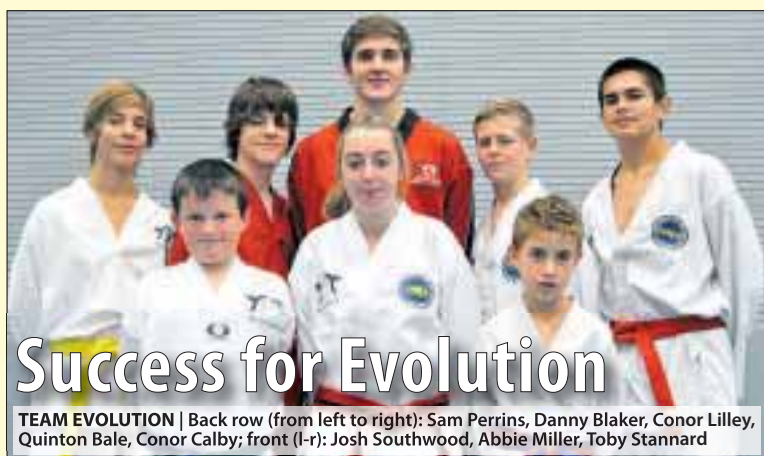 Success for Evolution
TEAM EVOLUTION | Back row (from left to right): Sam Perrins, Danny Blaker, Conor Lilley,
Quinton Bale, Conor Calby; front (l-r): Josh Southwood, Abbie Miller, Toby Stannard